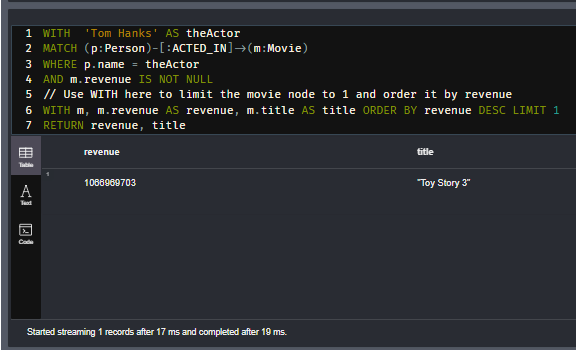 1 WITH 'Tom Hanks' AS theActor
2 MATCH (p:Person)-[:ACTED_IN]→(m:Movie)
3 WHERE p.name = theActor
4 AND m.revenue IS NOT NULL
5 // Use WITH here to limit the movie node to 1 and order it by revenue
6 WITH m, m.revenue AS revenue, m.title AS title ORDER BY revenue DESC LIMIT 1
7 RETURN revenue, title
Table
revenue title
1 1066969703 "Toy Story 3"
A
Text
Code
Started streaming 1 records after 17 ms and completed after 19 ms.